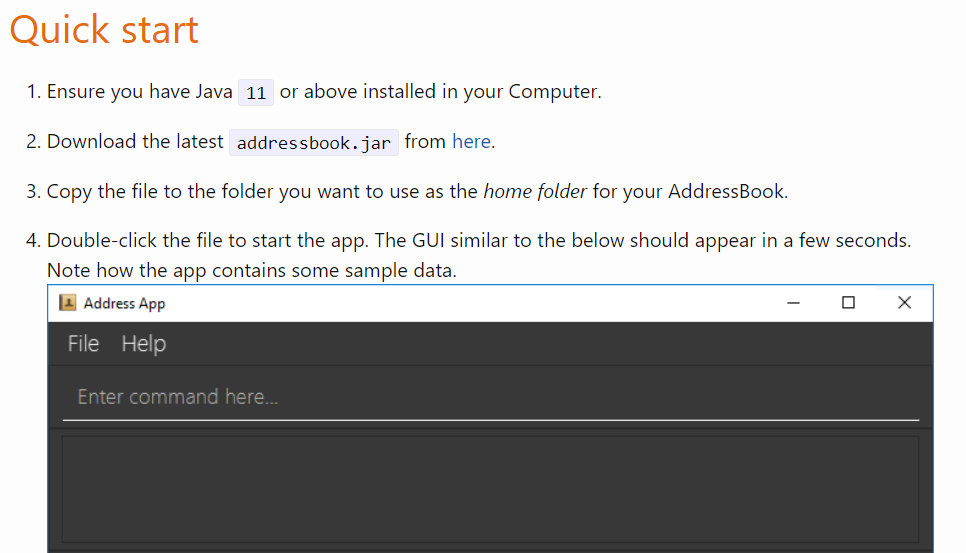 Quick start
1. Ensure you have Java 11 or above installed in your Computer.
2. Download the latest addressbook.jar from here.
3. Copy the file to the folder you want to use as the home folder for your AddressBook.
4. Double-click the file to start the app. The GUI similar to the below should appear in a few seconds.
Note how the app contains some sample data.
Address App
File Help
Enter command here...